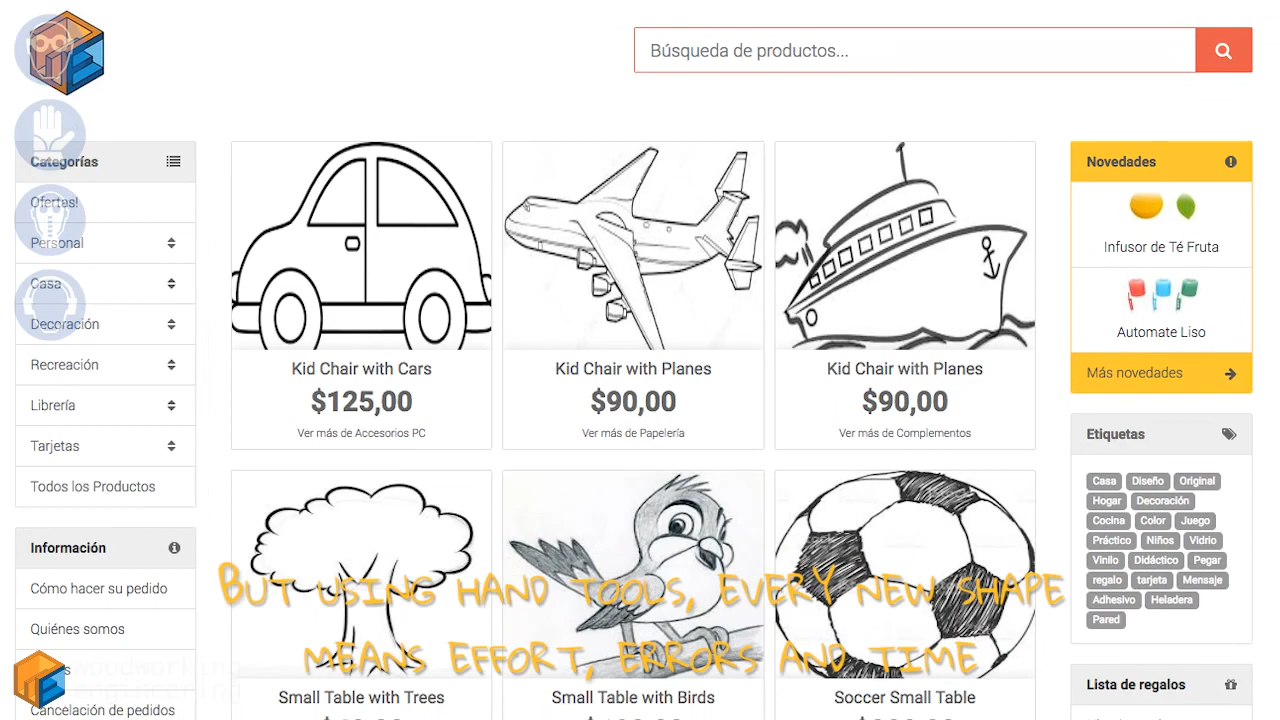 Búsqueda de productos...
Categorías
Ofertas!
Personal
Casa
Decoración
Recreación
Librería
Tarjetas
Todos los Productos
Información
Cómo hacer su pedido
Quiénes somos
Cancelación de pedidos
Kid Chair with Cars
$125,00
Ver más de Accesorios PC
Kid Chair with Planes
$90,00
Ver más de Papelería
Kid Chair with Planes
$90,00
Ver más de Complementos
Small Table with Trees
Small Table with Birds
Soccer Small Table
BUT USING HAND TOOLS, EVERY NEW SHAPE
MEANS EFFORT, ERRORS AND TIME
woodworking
engineering
Novedades
Infusor de Té Fruta
Automate Liso
Más novedades
Etiquetas
Casa Diseño Original
Hogar Decoración
Cocina Color Juego
Práctico Niños Vidrio
Vinilo Didáctico Pegar
regalo tarjeta Mensaje
Adhesivo Heladera
Pared
Lista de regalos